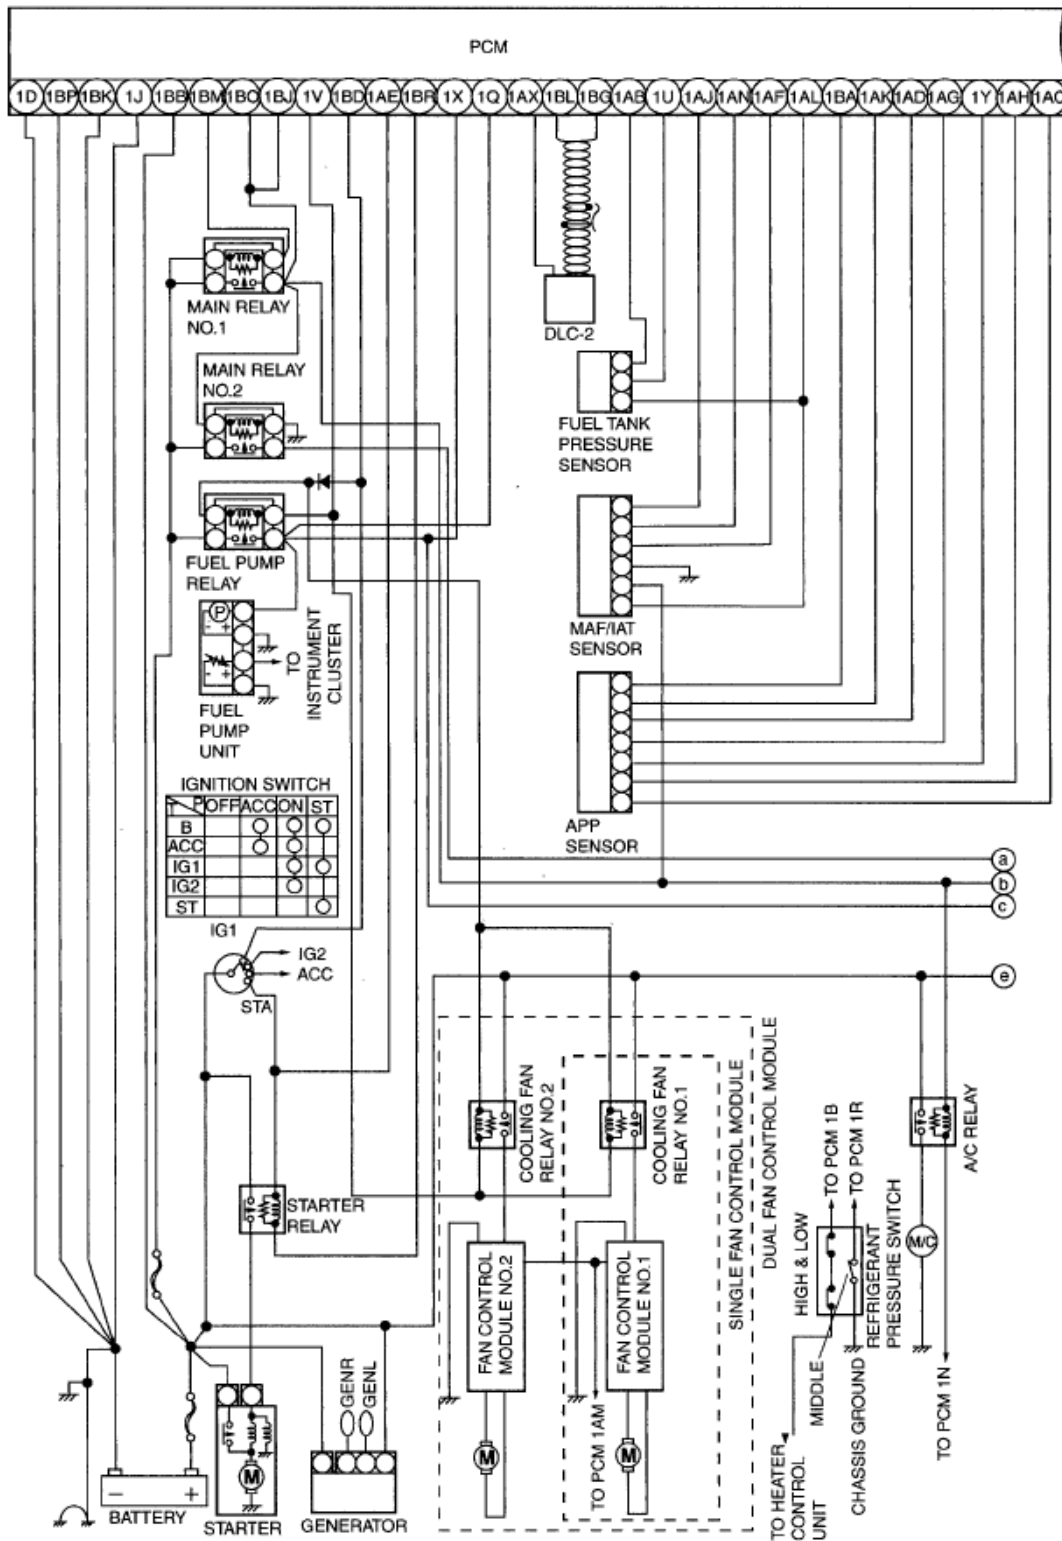 PCM
1D 1BP 1BK 1J 1BB 1BM 1BO 1BJ 1V 1BD 1AE 1BR 1X 1Q 1AX 1BL 1BG 1AB 1U 1AJ 1AN 1AF 1AL 1BA 1AK 1AD 1AG 1Y 1AH
MAIN RELAY
NO.1
DLC-2
MAIN RELAY
NO.2
FUEL TANK
PRESSURE
SENSOR
FUEL PUMP
RELAY
P
- +
- +
TO
INSTRUMENT
CLUSTER
FUEL
PUMP
UNIT
MAF/IAT
SENSOR
APP
SENSOR
IGNITION SWITCH
T P OFF ACC ON ST
B
ACC
IG1
IG2
ST
a
b
c
e
IG1
IG2
ACC
STA
COOLING FAN
RELAY NO.2
COOLING FAN
RELAY NO.1
SINGLE FAN CONTROL MODULE
DUAL FAN CONTROL MODULE
A/C RELAY
STARTER
RELAY
FAN CONTROL
MODULE NO.2
FAN CONTROL
MODULE NO.1
TO PCM 1B
TO PCM 1R
HIGH & LOW
REFRIGERANT
PRESSURE SWITCH
M/C
MIDDLE
CHASSIS GROUND
TO PCM 1N
TO HEATER
CONTROL
UNIT
TO PCM 1AM
M
M
GENR
GENL
M
- +
BATTERY
STARTER
GENERATOR